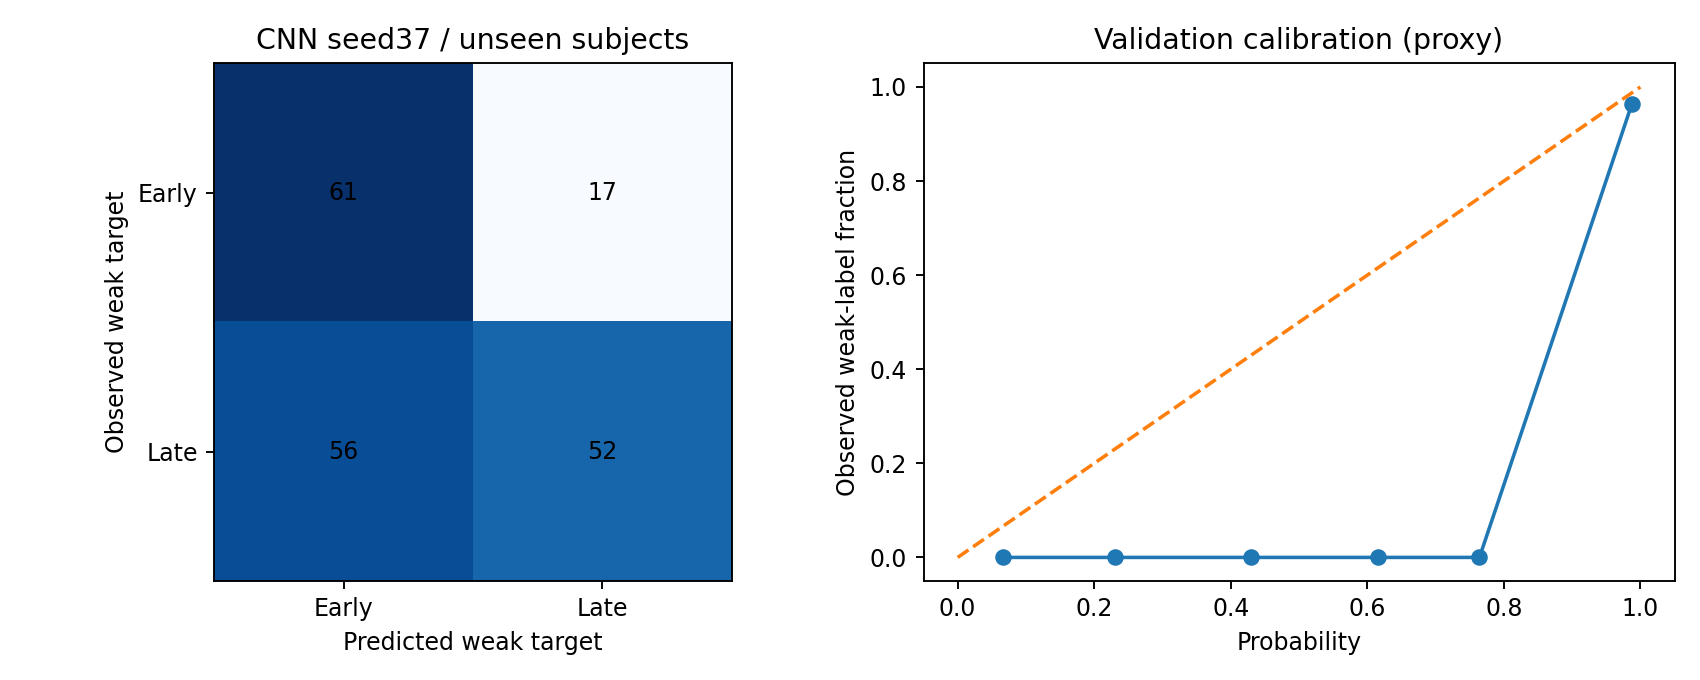 CNN seed37 / unseen subjects
Observed weak target
Early
61
17
Late
56
52
Early
Late
Predicted weak target
Validation calibration (proxy)
Observed weak-label fraction
1.0
0.8
0.6
0.4
0.2
0.0
0.0
0.2
0.4
0.6
0.8
1.0
Probability